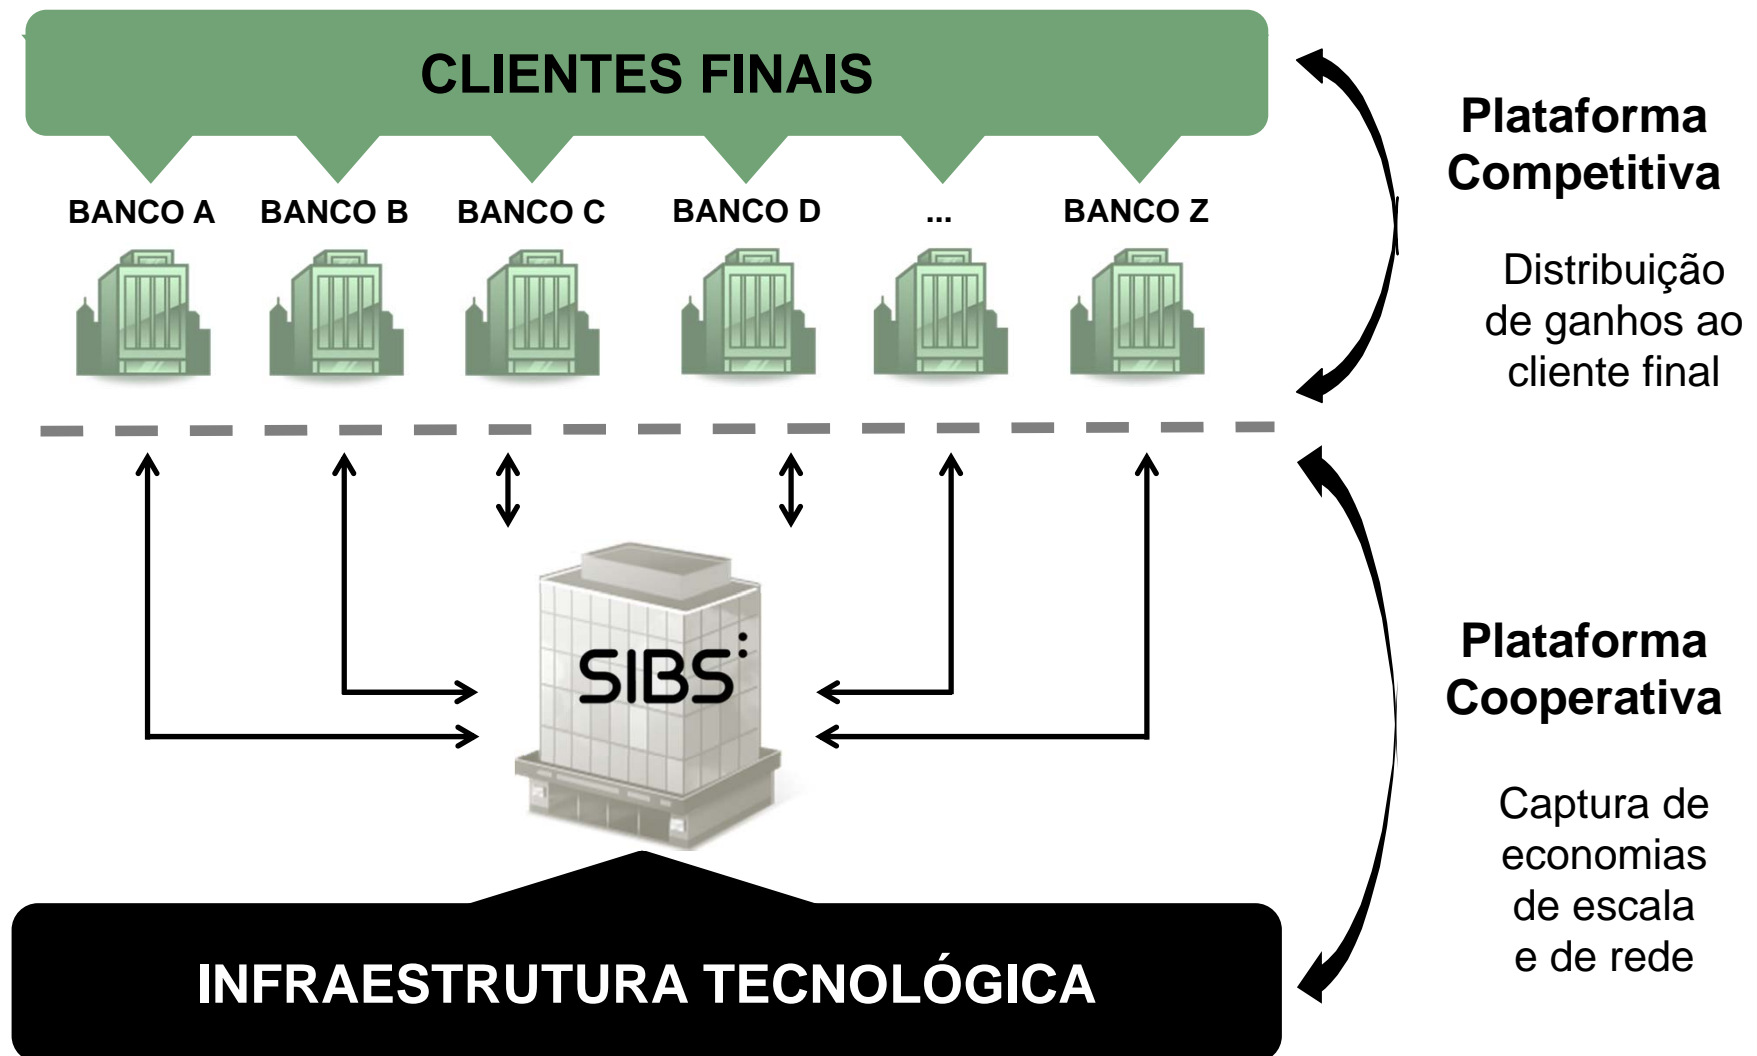 CLIENTES FINAIS
BANCO A BANCO B BANCO C BANCO D ... BANCO Z
Plataforma
Competitiva
Distribuição
de ganhos ao
cliente final
SIBS
Plataforma
Cooperativa
Captura de
economias
de escala
e de rede
INFRAESTRUTURA TECNOLÓGICA